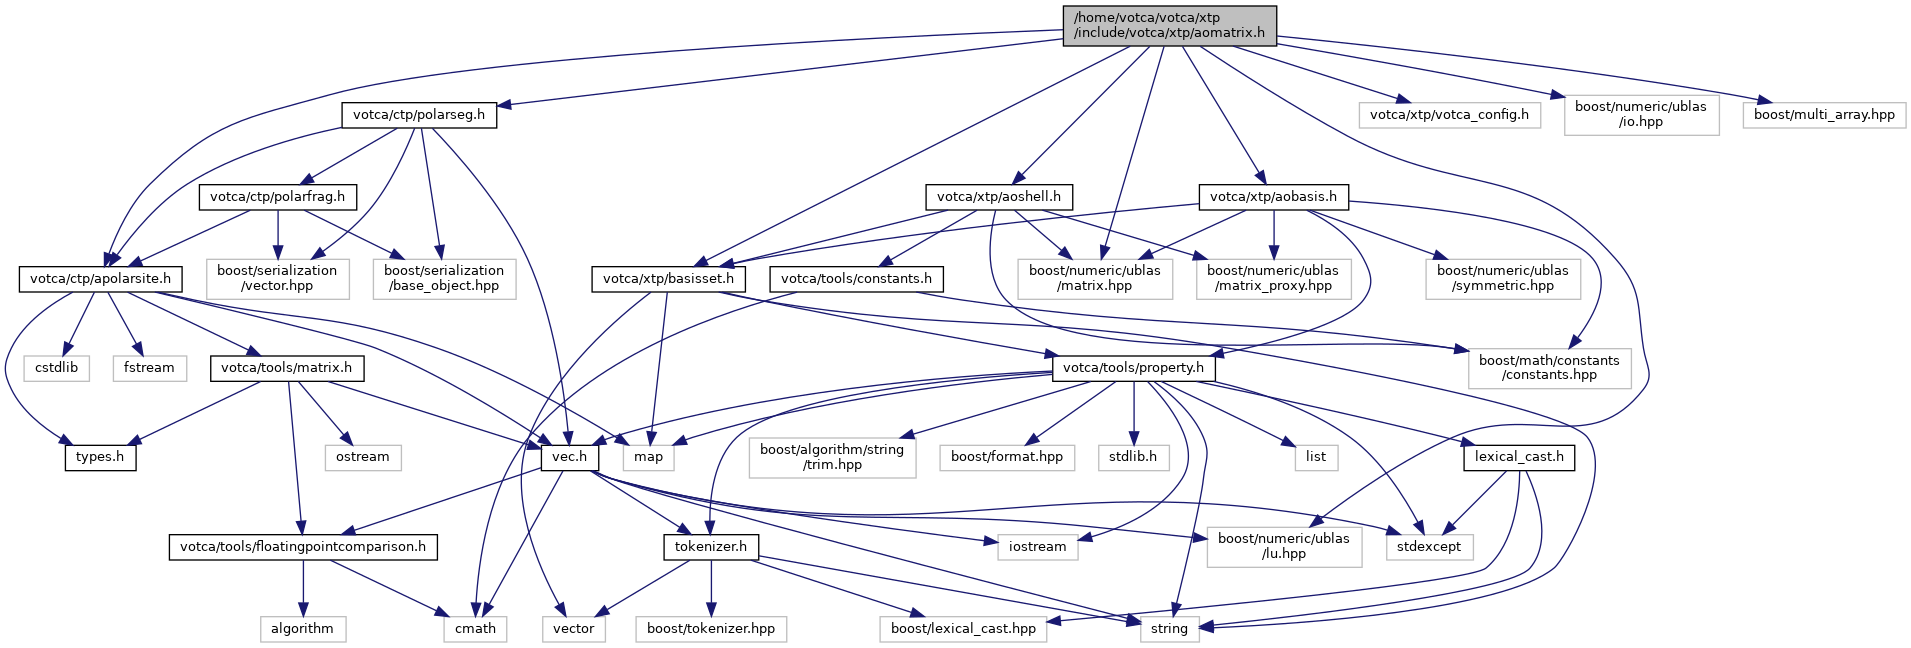 /home/votca/votca/xtp
/include/votca/xtp/aomatrix.h
votca/ctp/polarseg.h
votca/xtp/votca_config.h
boost/numeric/ublas
/io.hpp
boost/multi_array.hpp
votca/ctp/polarfrag.h
votca/xtp/aoshell.h
votca/xtp/aobasis.h
votca/ctp/apolarsite.h
boost/serialization
/vector.hpp
boost/serialization
/base_object.hpp
votca/xtp/basisset.h
votca/tools/constants.h
boost/numeric/ublas
/matrix.hpp
boost/numeric/ublas
/matrix_proxy.hpp
boost/numeric/ublas
/symmetric.hpp
cstdlib
fstream
votca/tools/matrix.h
votca/tools/property.h
boost/math/constants
/constants.hpp
types.h
ostream
vec.h
map
boost/algorithm/string
/trim.hpp
boost/format.hpp
stdlib.h
list
lexical_cast.h
votca/tools/floatingpointcomparison.h
tokenizer.h
iostream
boost/numeric/ublas
/lu.hpp
stdexcept
algorithm
cmath
vector
boost/tokenizer.hpp
boost/lexical_cast.hpp
string